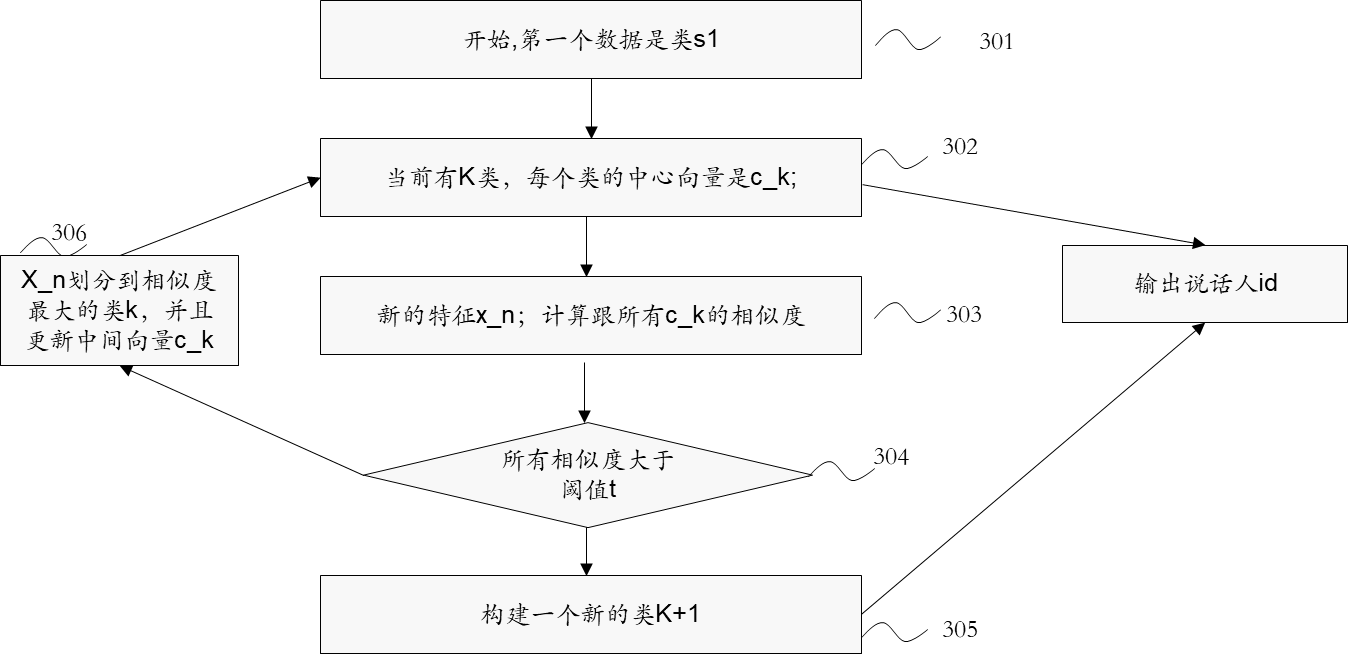 开始,第一个数据是类s1
301
当前有K类，每个类的中心向量是c_k;
302
306
X_n划分到相似度
最大的类k，并且
更新中间向量c_k
新的特征x_n；计算跟所有c_k的相似度
303
输出说话人id
所有相似度大于
阈值t
304
构建一个新的类K+1
305